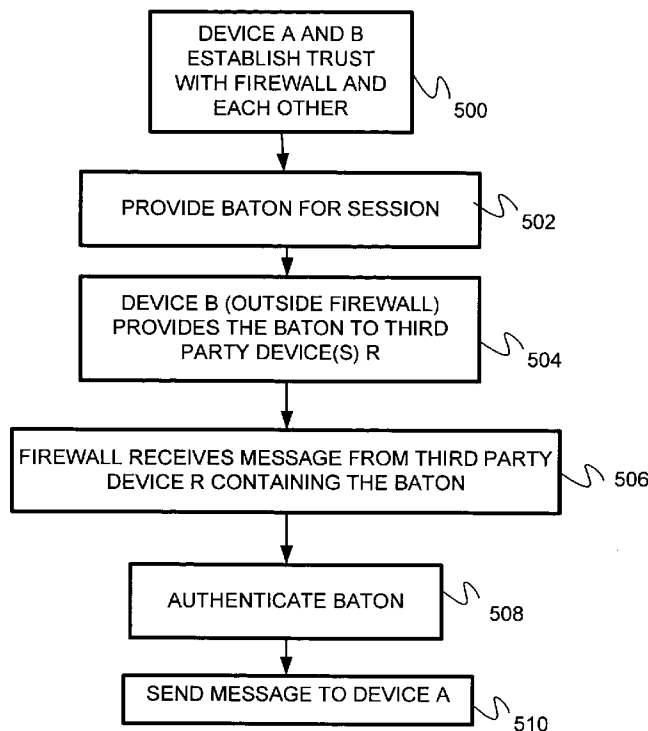 DEVICE A AND B
ESTABLISH TRUST
WITH FIREWALL AND
EACH OTHER
500
PROVIDE BATON FOR SESSION
502
DEVICE B (OUTSIDE FIREWALL)
PROVIDES THE BATON TO THIRD
PARTY DEVICE(S) R
504
FIREWALL RECEIVES MESSAGE FROM THIRD PARTY
DEVICE R CONTAINING THE BATON
506
AUTHENTICATE BATON
508
SEND MESSAGE TO DEVICE A
510